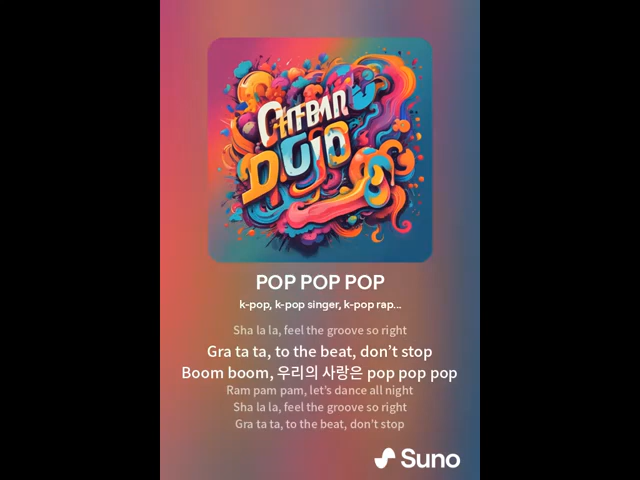 POP POP POP
k-pop, k-pop singer, k-pop rap...
Sha la la, feel the groove so right
Gra ta ta, to the beat, don't stop
Boom boom, 우리의 사랑은 pop pop pop
Ram pam pam, let's dance all night
Sha la la, feel the groove so right
Gra ta ta, to the beat, don't stop
Suno